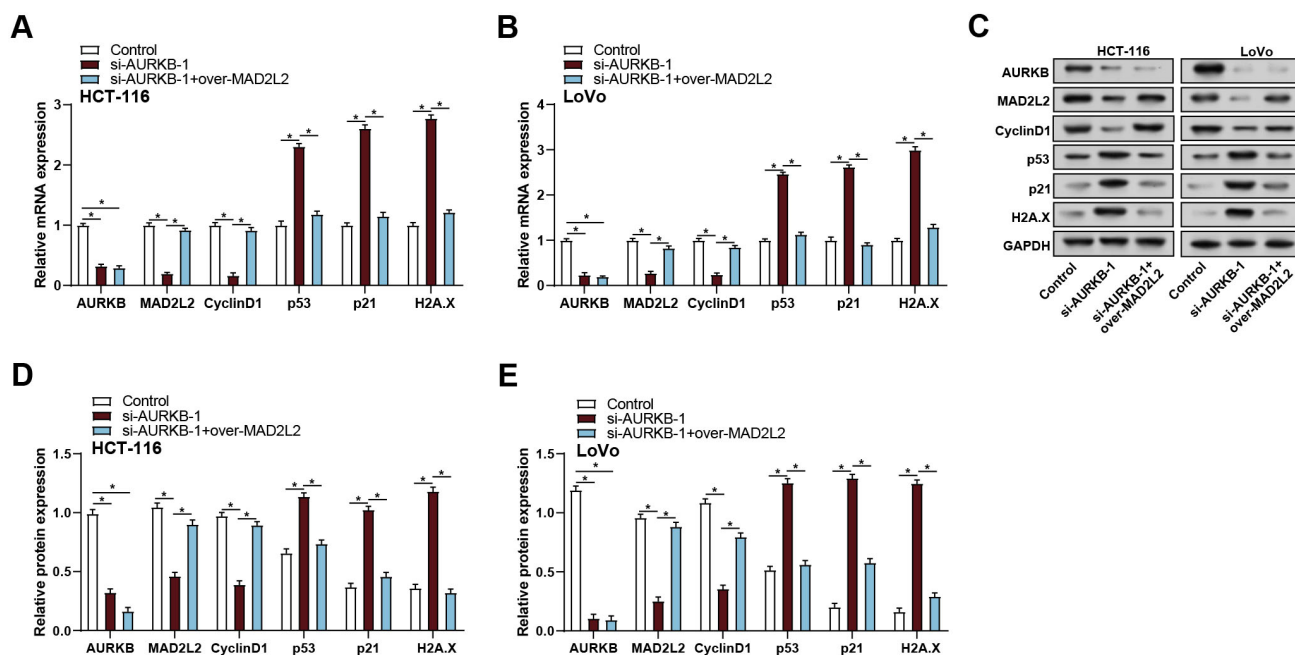 A
Control
si-AURKB-1
si-AURKB-1+over-MAD2L2
HCT-116
Relative mRNA expression
3
2
1
0
* * * * * * * * * * * *
AURKB MAD2L2 CyclinD1 p53 p21 H2A.X
B
Control
si-AURKB-1
si-AURKB-1+over-MAD2L2
LoVo
Relative mRNA expression
4
3
2
1
0
* * * * * * * * * * * *
AURKB MAD2L2 CyclinD1 p53 p21 H2A.X
C
HCT-116 LoVo
AURKB
MAD2L2
CyclinD1
p53
p21
H2A.X
GAPDH
Control
si-AURKB-1
si-AURKB-1+
over-MAD2L2
Control
si-AURKB-1
si-AURKB-1+
over-MAD2L2
D
Control
si-AURKB-1
si-AURKB-1+over-MAD2L2
HCT-116
Relative protein expression
1.5
1.0
0.5
0.0
* * * * * * * * * * * *
AURKB MAD2L2 CyclinD1 p53 p21 H2A.X
E
Control
si-AURKB-1
si-AURKB-1+over-MAD2L2
LoVo
Relative protein expression
1.5
1.0
0.5
0.0
* * * * * * * * * * * *
AURKB MAD2L2 CyclinD1 p53 p21 H2A.X